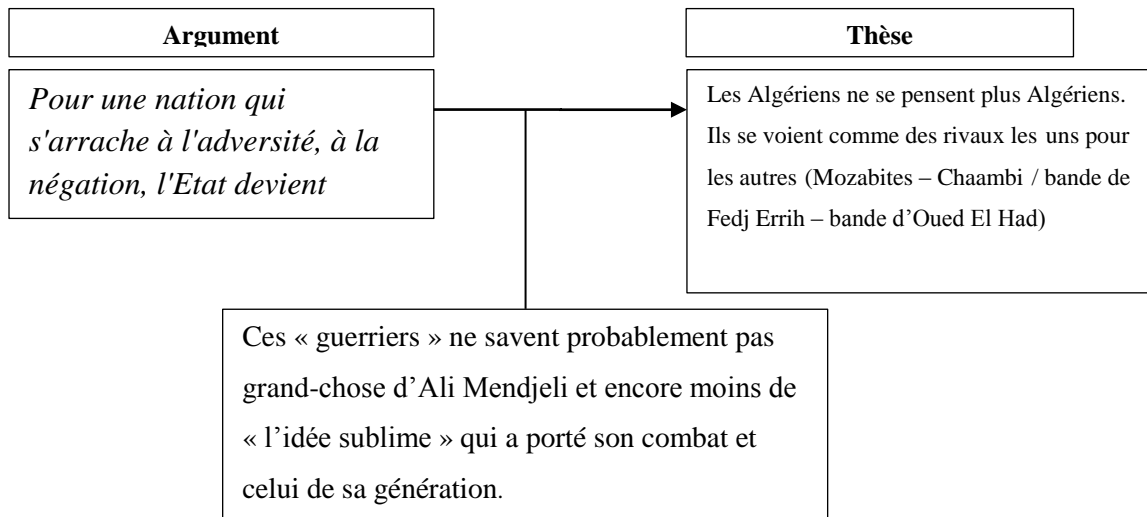 Argument
Thèse
Pour une nation qui
s'arrache à l'adversité, à la
négation, l'Etat devient
Les Algériens ne se pensent plus Algériens.
Ils se voient comme des rivaux les uns pour
les autres (Mozabites – Chaambi / bande de
Fedj Errih – bande d’Oued El Had)
Ces « guerriers » ne savent probablement pas
grand-chose d’Ali Mendjeli et encore moins de
« l’idée sublime » qui a porté son combat et
celui de sa génération.